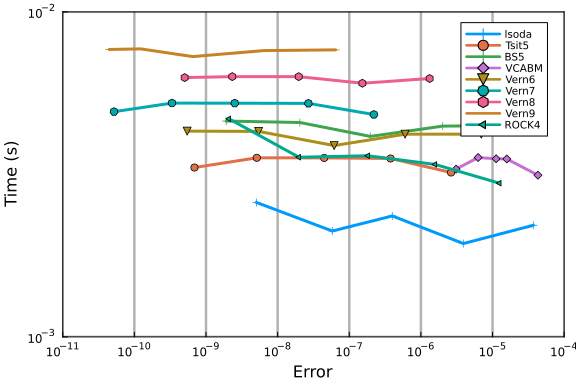 10⁻²
lsoda
Tsit5
BS5
VCABM
Vern6
Vern7
Vern8
Vern9
ROCK4
Time (s)
10⁻³
10⁻¹¹ 10⁻¹⁰ 10⁻⁹ 10⁻⁸ 10⁻⁷ 10⁻⁶ 10⁻⁵ 10⁻⁴
Error